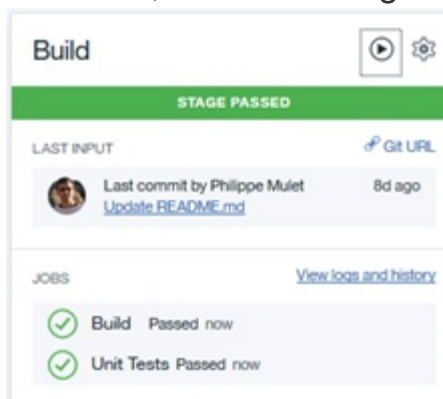 Build
STAGE PASSED
LAST INPUT Git URL
Last commit by Philippe Mulet 8d ago
Update README.md
JOBS View logs and history
Build Passed now
Unit Tests Passed now